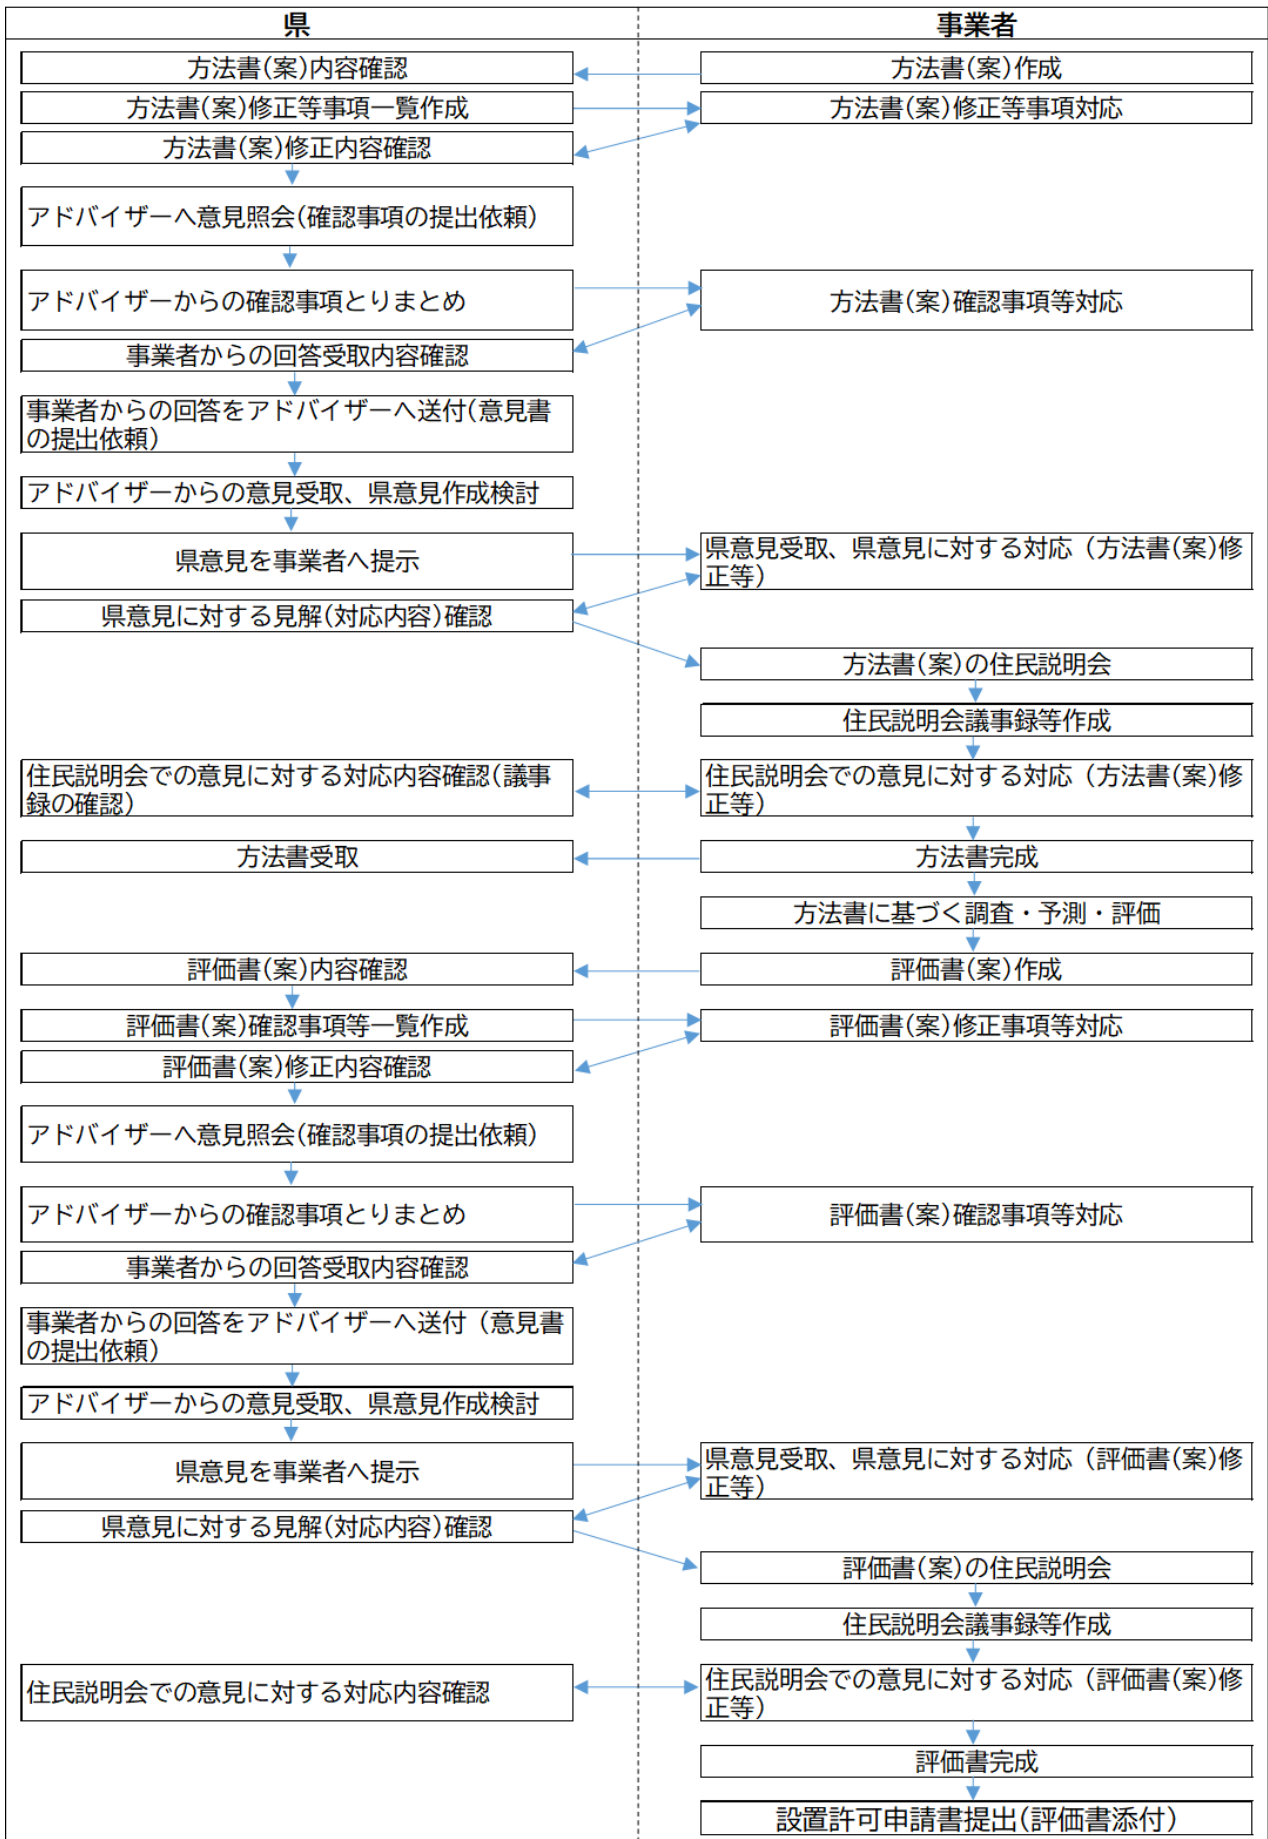 県
事業者
方法書(案)内容確認
方法書(案)作成
方法書(案)修正等事項一覧作成
方法書(案)修正等事項対応
方法書(案)修正内容確認
アドバイザーへ意見照会(確認事項の提出依頼)
アドバイザーからの確認事項とりまとめ
方法書(案)確認事項等対応
事業者からの回答受取内容確認
事業者からの回答をアドバイザーへ送付(意見書
の提出依頼)
アドバイザーからの意見受取、県意見作成検討
県意見を事業者へ提示
県意見受取、県意見に対する対応（方法書(案)修
正等）
県意見に対する見解(対応内容)確認
方法書(案)の住民説明会
住民説明会議事録等作成
住民説明会での意見に対する対応内容確認(議事
録の確認)
住民説明会での意見に対する対応（方法書(案)修
正等）
方法書受取
方法書完成
方法書に基づく調査・予測・評価
評価書(案)内容確認
評価書(案)作成
評価書(案)確認事項等一覧作成
評価書(案)修正事項等対応
評価書(案)修正内容確認
アドバイザーへ意見照会(確認事項の提出依頼)
アドバイザーからの確認事項とりまとめ
評価書(案)確認事項等対応
事業者からの回答受取内容確認
事業者からの回答をアドバイザーへ送付（意見書
の提出依頼）
アドバイザーからの意見受取、県意見作成検討
県意見を事業者へ提示
県意見受取、県意見に対する対応（評価書(案)修
正等）
県意見に対する見解(対応内容)確認
評価書(案)の住民説明会
住民説明会議事録等作成
住民説明会での意見に対する対応内容確認
住民説明会での意見に対する対応（評価書(案)修
正等）
評価書完成
設置許可申請書提出(評価書添付)